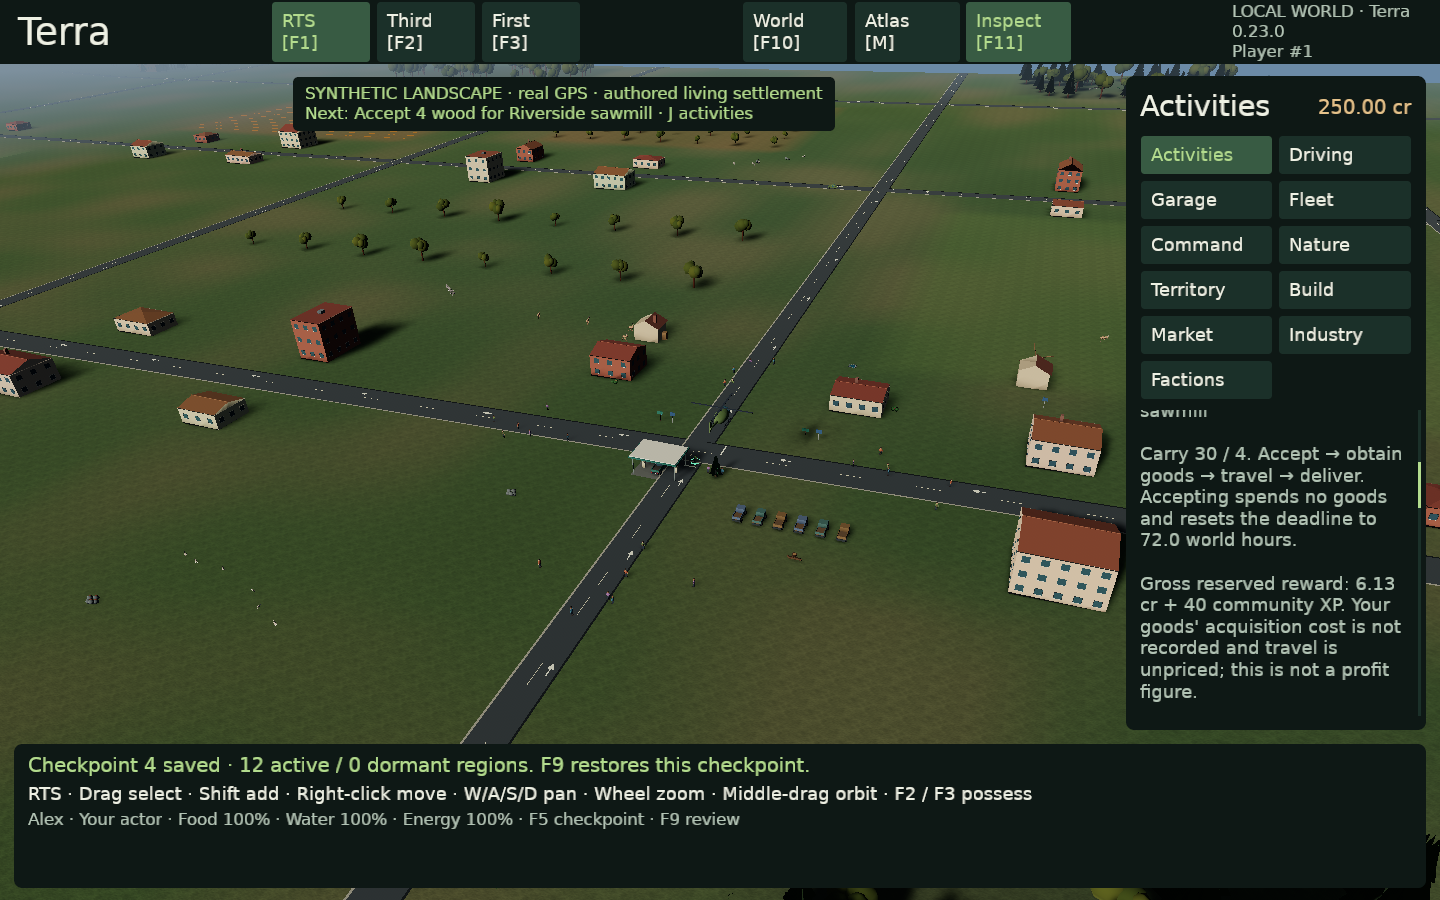 Terra
RTS
[F1]
Third
[F2]
First
[F3]
World
[F10]
Atlas
[M]
Inspect
[F11]
LOCAL WORLD · Terra
0.23.0
Player #1
SYNTHETIC LANDSCAPE · real GPS · authored living settlement
Next: Accept 4 wood for Riverside sawmill · J activities
Activities
250.00 cr
Activities
Driving
Garage
Fleet
Command
Nature
Territory
Build
Market
Industry
Factions
sawmill
Carry 30 / 4. Accept → obtain
goods → travel → deliver.
Accepting spends no goods
and resets the deadline to
72.0 world hours.
Gross reserved reward: 6.13
cr + 40 community XP. Your
goods' acquisition cost is not
recorded and travel is
unpriced; this is not a profit
figure.
Checkpoint 4 saved · 12 active / 0 dormant regions. F9 restores this checkpoint.
RTS · Drag select · Shift add · Right-click move · W/A/S/D pan · Wheel zoom · Middle-drag orbit · F2 / F3 possess
Alex · Your actor · Food 100% · Water 100% · Energy 100% · F5 checkpoint · F9 review